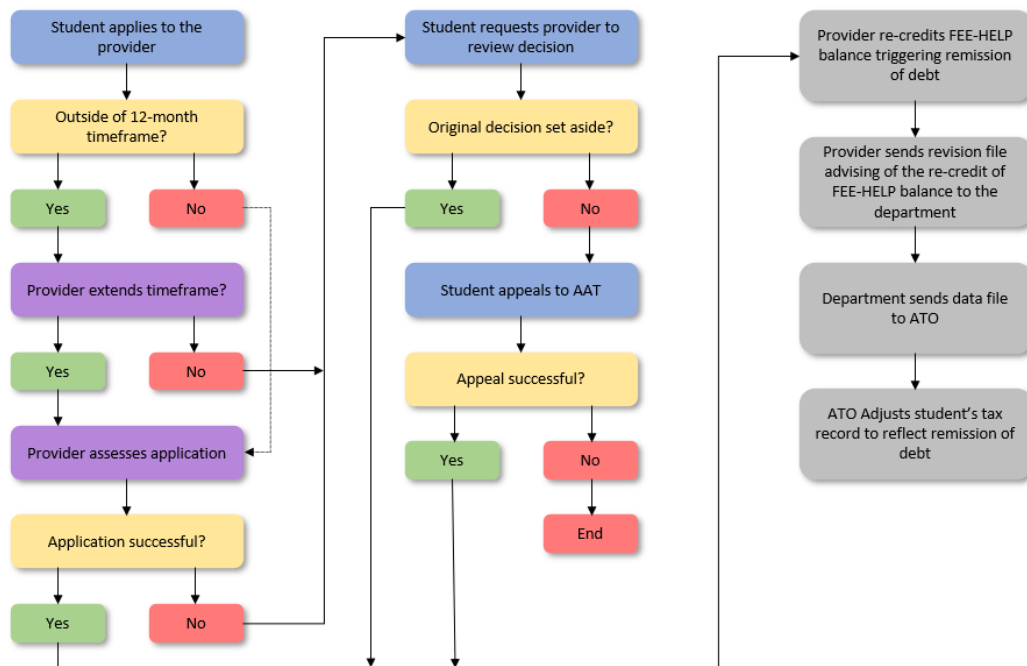 Student applies to the
provider
Outside of 12-month
timeframe?
Yes
No
Provider extends timeframe?
Yes
No
Provider assesses application
Application successful?
Yes
No
Student requests provider to
review decision
Original decision set aside?
Yes
No
Student appeals to AAT
Appeal successful?
Yes
No
End
Provider re-credits FEE-HELP
balance triggering remission
of debt
Provider sends revision file
advising of the re-credit of
FEE-HELP balance to the
department
Department sends data file
to ATO
ATO Adjusts student's tax
record to reflect remission of
debt